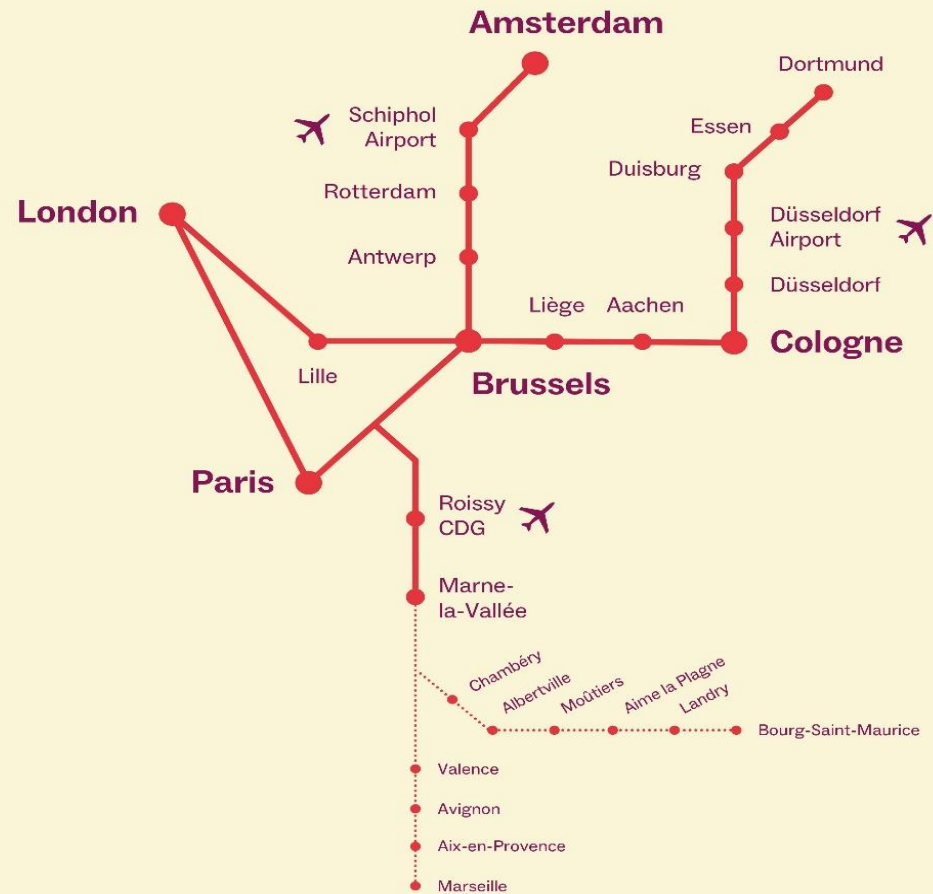 Amsterdam
Dortmund
Schiphol
Airport
Essen
Duisburg
Rotterdam
London
Düsseldorf
Airport
Antwerp
Düsseldorf
Liège
Aachen
Cologne
Lille
Brussels
Paris
Roissy
CDG
Marne-
la-Vallée
Chambéry
Albertville
Moûtiers
Aime la Plagne
Landry
Bourg-Saint-Maurice
Valence
Avignon
Aix-en-Provence
Marseille